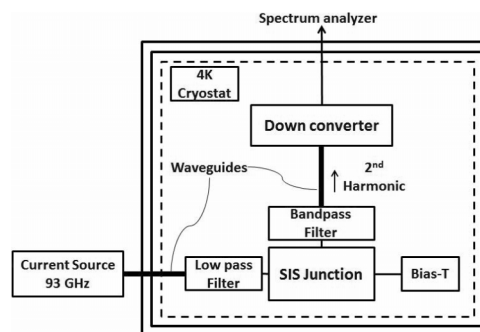 Spectrum analyzer
4K
Cryostat
Down converter
Waveguides
2nd
Harmonic
Bandpass
Filter
Current Source
93 GHz
Low pass
Filter
SIS Junction
Bias-T